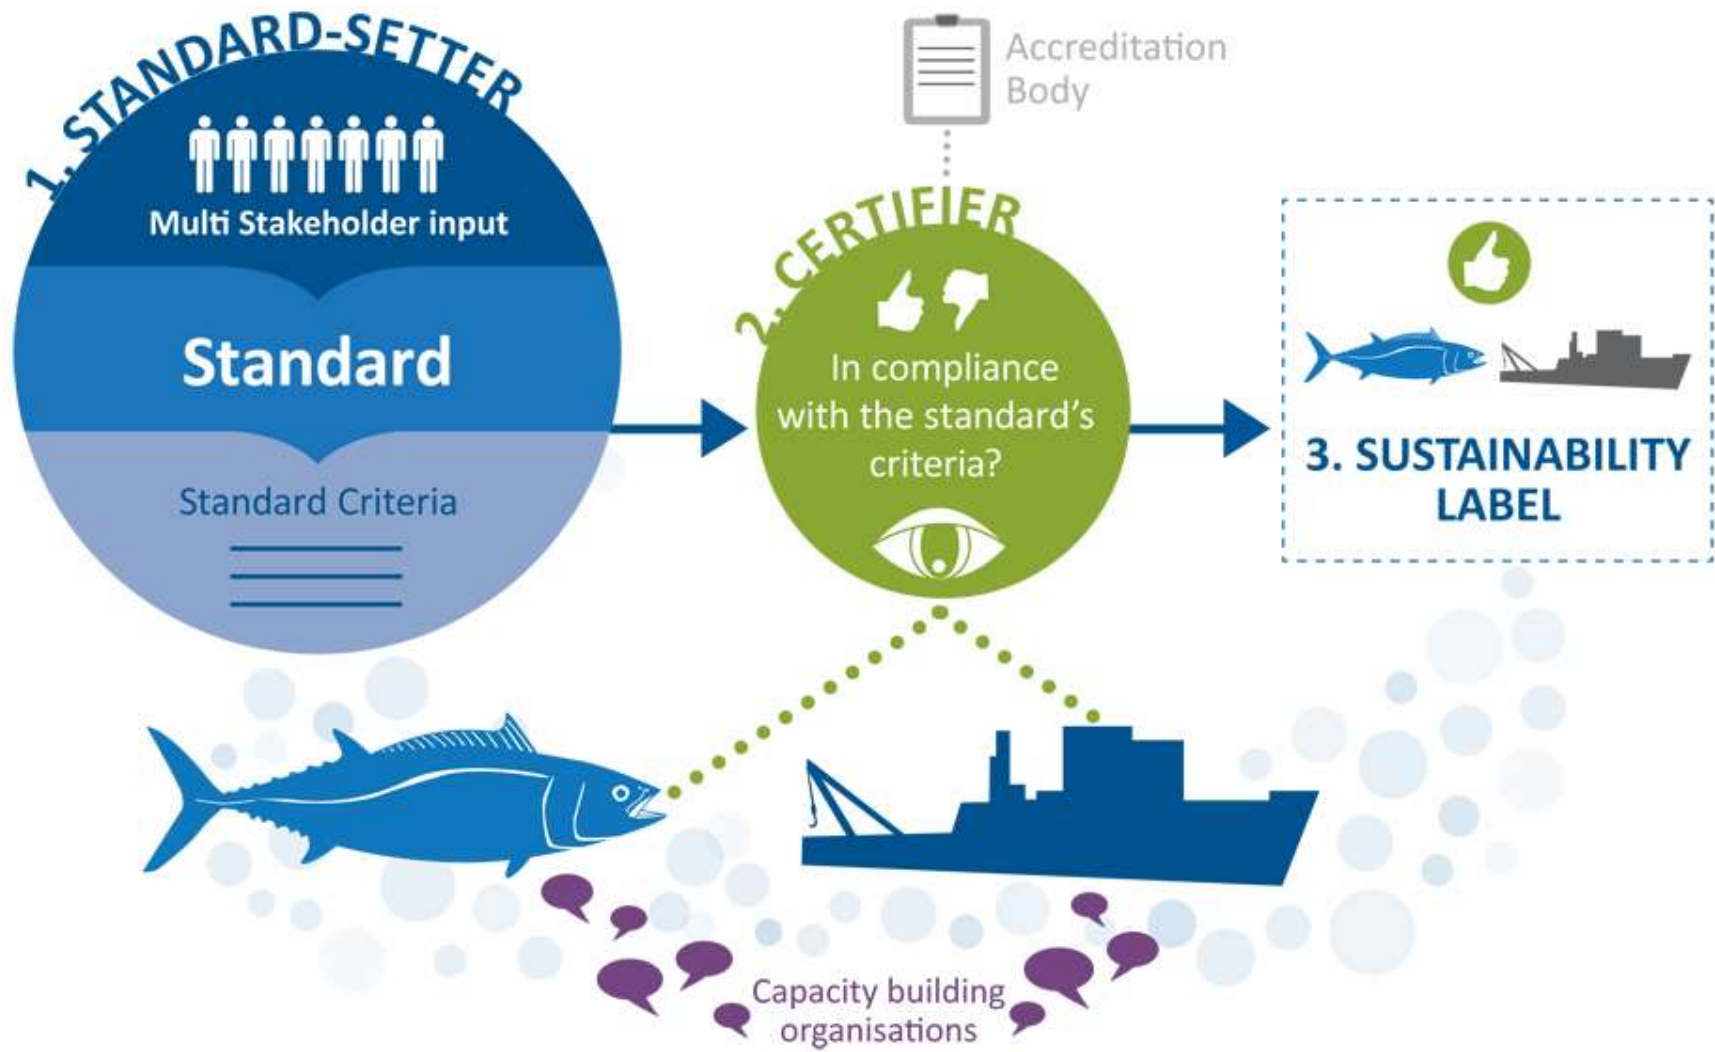 1. STANDARD-SETTER
Multi Stakeholder input
Standard
Standard Criteria
Accreditation
Body
2. CERTIFIER
In compliance
with the standard's
criteria?
3. SUSTAINABILITY
LABEL
Capacity building
organisations